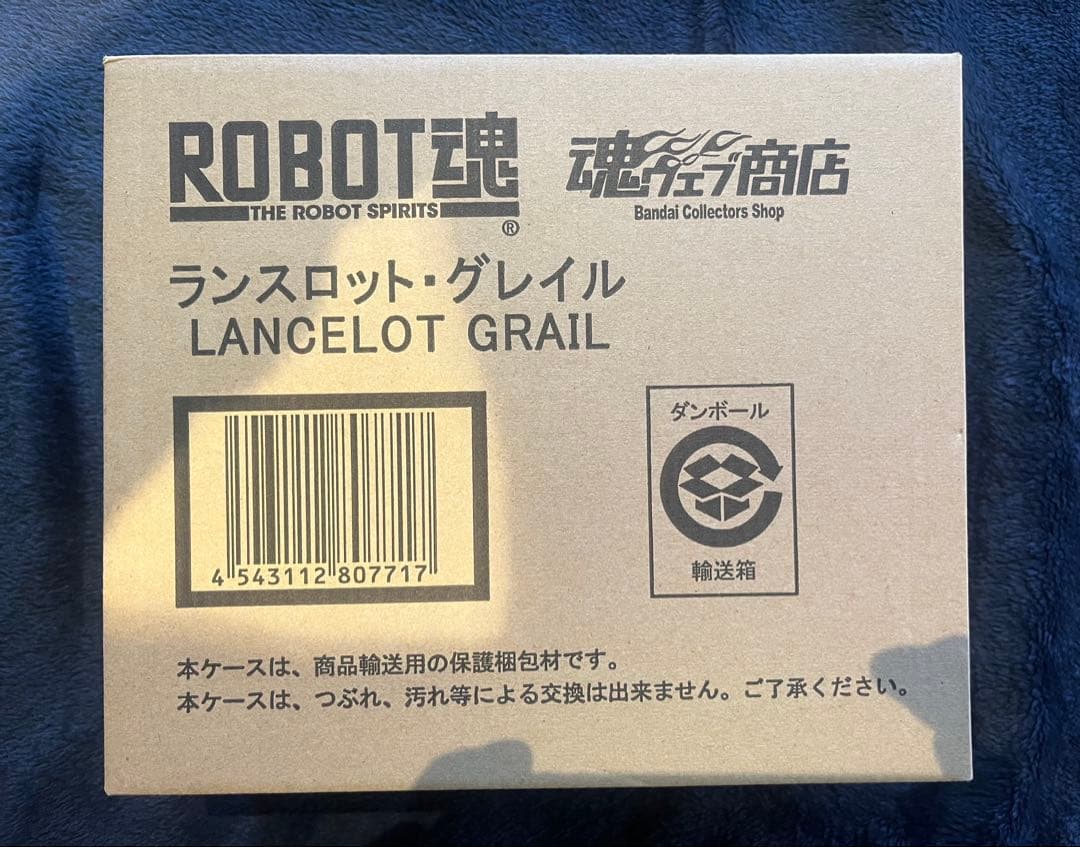 ROBOT魂
THE ROBOT SPIRITS
®
魂ウェブ商店
Bandai Collectors Shop
ランスロット・グレイル
LANCELOT GRAIL
4 543112 807717
ダンボール
輸送箱
本ケースは、商品輸送用の保護梱包材です。
本ケースは、つぶれ、汚れ等による交換は出来ません。ご了承ください。